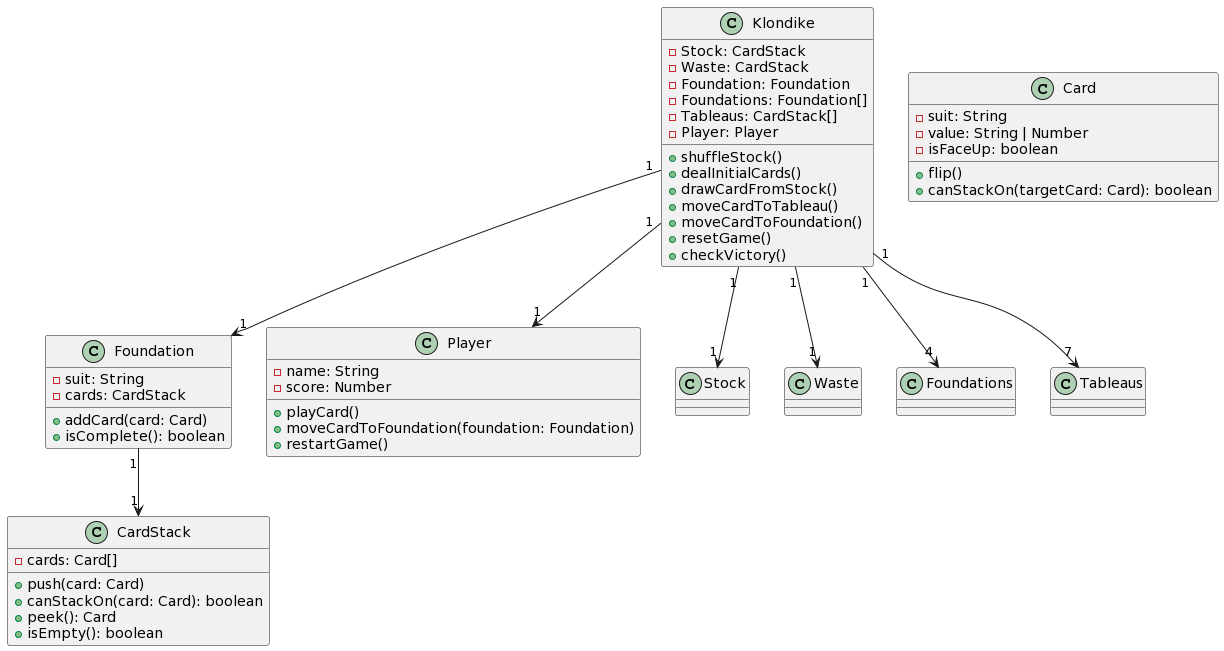 C Klondike
Stock: CardStack
Waste: CardStack
Foundation: Foundation
Foundations: Foundation[]
Tableaus: CardStack[]
Player: Player
shuffleStock()
dealInitialCards()
drawCardFromStock()
moveCardToTableau()
moveCardToFoundation()
resetGame()
checkVictory()
C Card
suit: String
value: String | Number
isFaceUp: boolean
flip()
canStackOn(targetCard: Card): boolean
1
1
1
1
1
1
1
1
1
1
4
7
C Foundation
suit: String
cards: CardStack
addCard(card: Card)
isComplete(): boolean
C Player
name: String
score: Number
playCard()
moveCardToFoundation(foundation: Foundation)
restartGame()
C Stock
C Waste
C Foundations
C Tableaus
1
1
C CardStack
cards: Card[]
push(card: Card)
canStackOn(card: Card): boolean
peek(): Card
isEmpty(): boolean